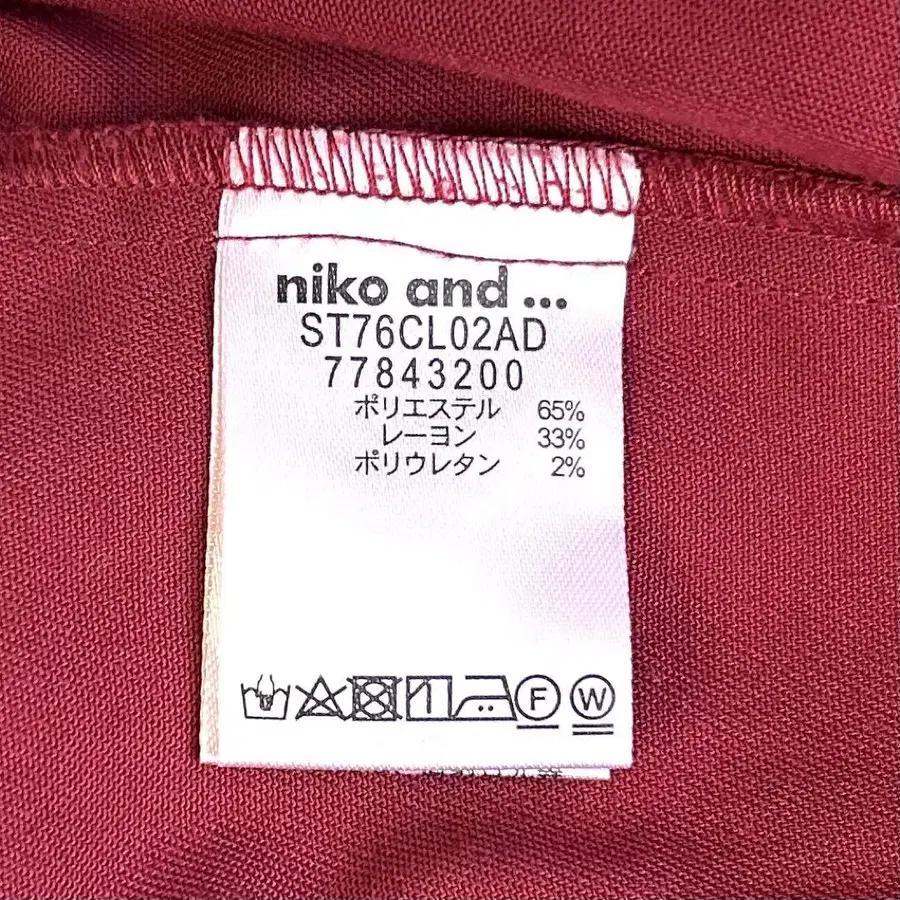 niko and ...
ST76CL02AD
77843200
ポリエステル 65%
レーヨン 33%
ポリウレタン 2%
F W